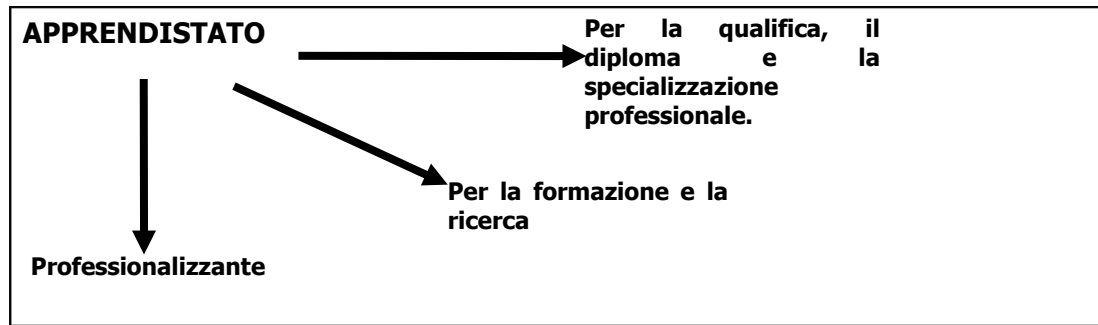 APPRENDISTATO
Per la qualifica, il
diploma e la
specializzazione
professionale.
Per la formazione e la
ricerca
Professionalizzante